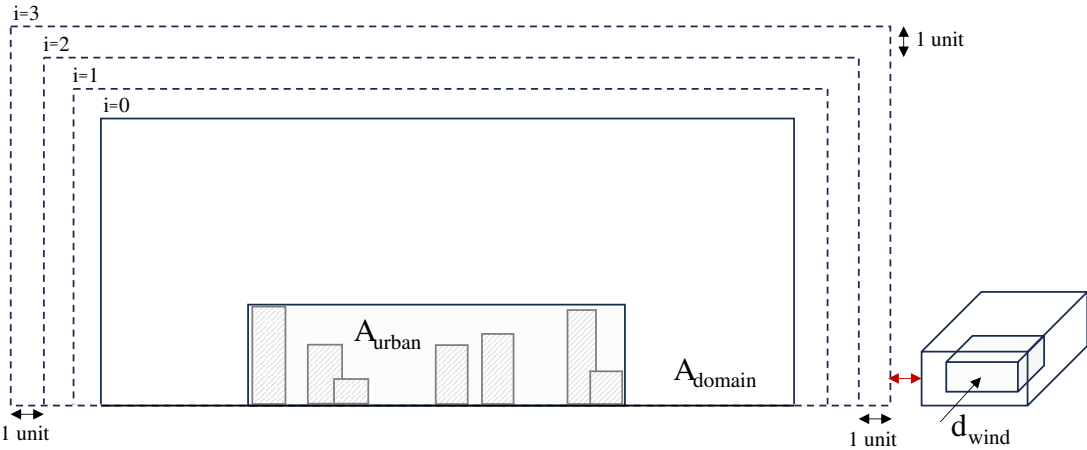 i=3
1 unit
i=2
i=1
i=0
A_urban
A_domain
d_wind
1 unit
1 unit